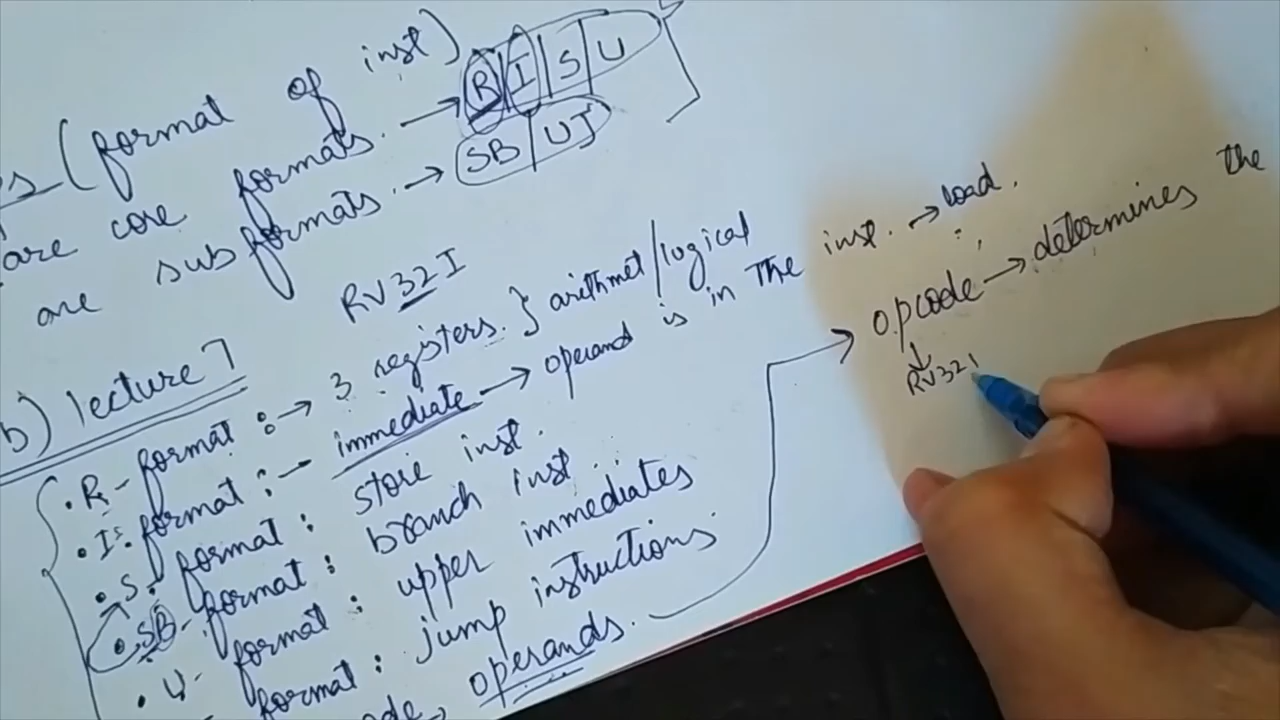 (format of inst)
are core formats. → R | I | S | U
are subformats. → SB | UJ
RV32I
b) lecture 7
• R - format : → 3 registers. } arithmet/logical
• I - format : - immediate → operand is in the inst. → load.
• S - format : store inst.
• SB - format : branch inst.
• U - format : upper immediates
format : jump instructions
operands. → opcode → determines the
↓
RV32I